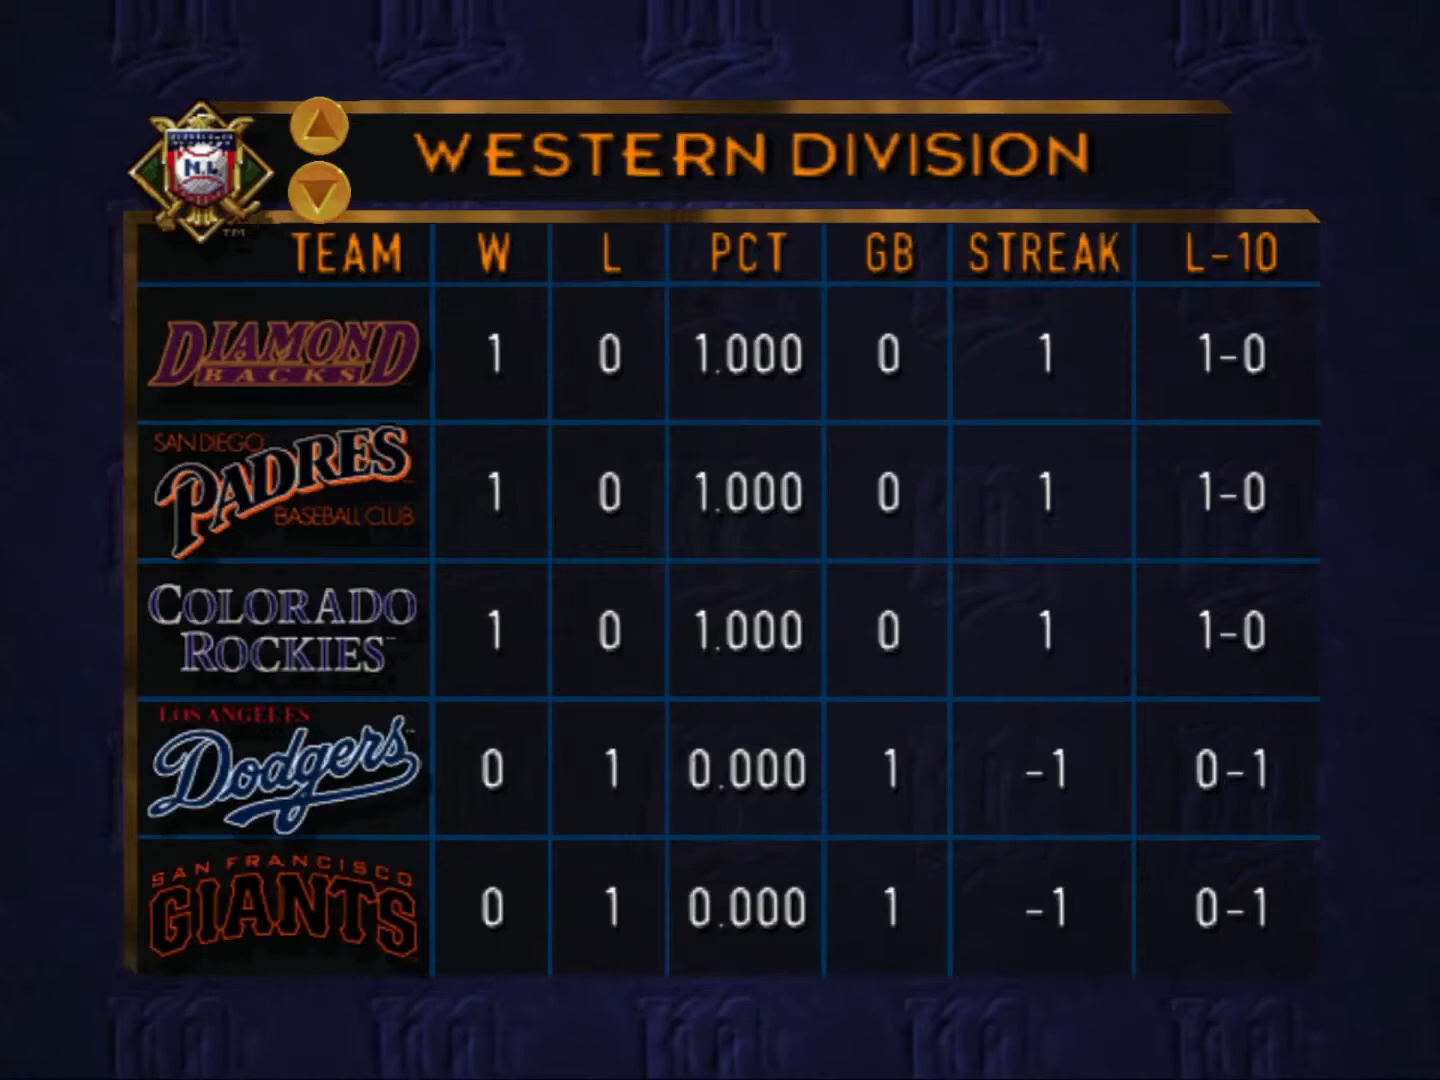 N.L.
TM
WESTERN DIVISION
TEAM W L PCT GB STREAK L-10
DIAMOND
BACKS
1 0 1.000 0 1 1-0
SAN DIEGO
PADRES
BASEBALL CLUB
1 0 1.000 0 1 1-0
COLORADO
ROCKIES
1 0 1.000 0 1 1-0
LOS ANGELES
Dodgers
0 1 0.000 1 -1 0-1
SAN FRANCISCO
GIANTS
0 1 0.000 1 -1 0-1